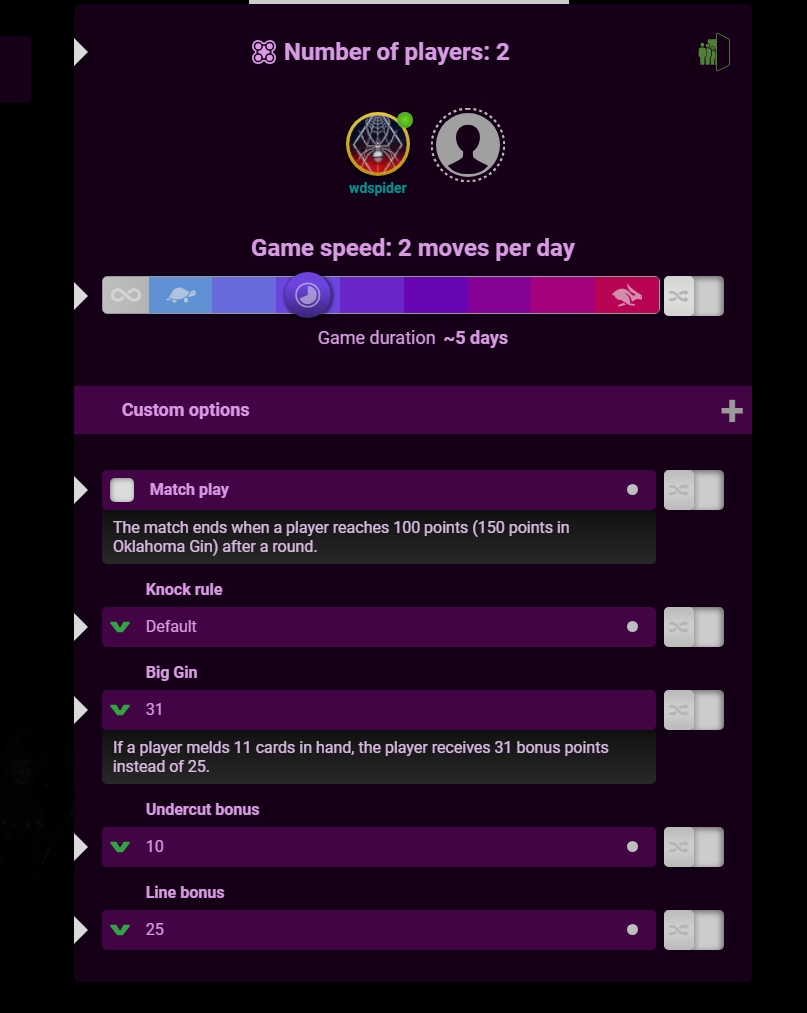 Number of players: 2
wdspider
Game speed: 2 moves per day
Game duration ~5 days
Custom options
Match play
The match ends when a player reaches 100 points (150 points in
Oklahoma Gin) after a round.
Knock rule
Default
Big Gin
31
If a player melds 11 cards in hand, the player receives 31 bonus points
instead of 25.
Undercut bonus
10
Line bonus
25